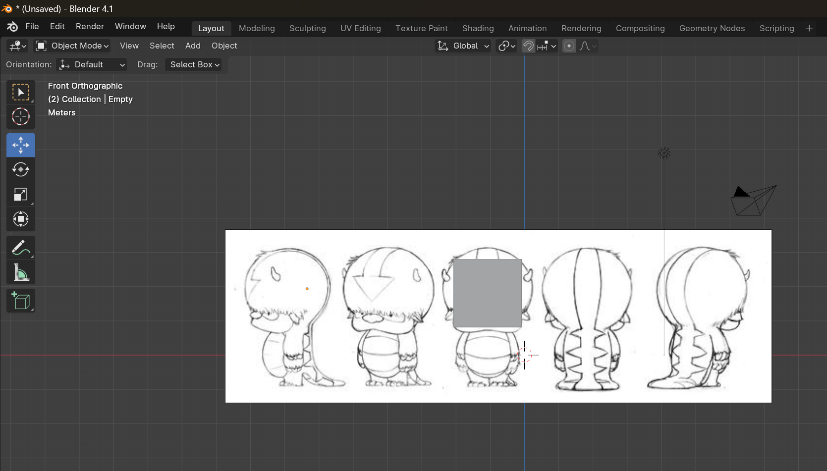 * (Unsaved) - Blender 4.1
File Edit Render Window Help Layout Modeling Sculpting UV Editing Texture Paint Shading Animation Rendering Compositing Geometry Nodes Scripting +
Object Mode View Select Add Object Global
Orientation: Default Drag: Select Box
Front Orthographic
(2) Collection | Empty
Meters